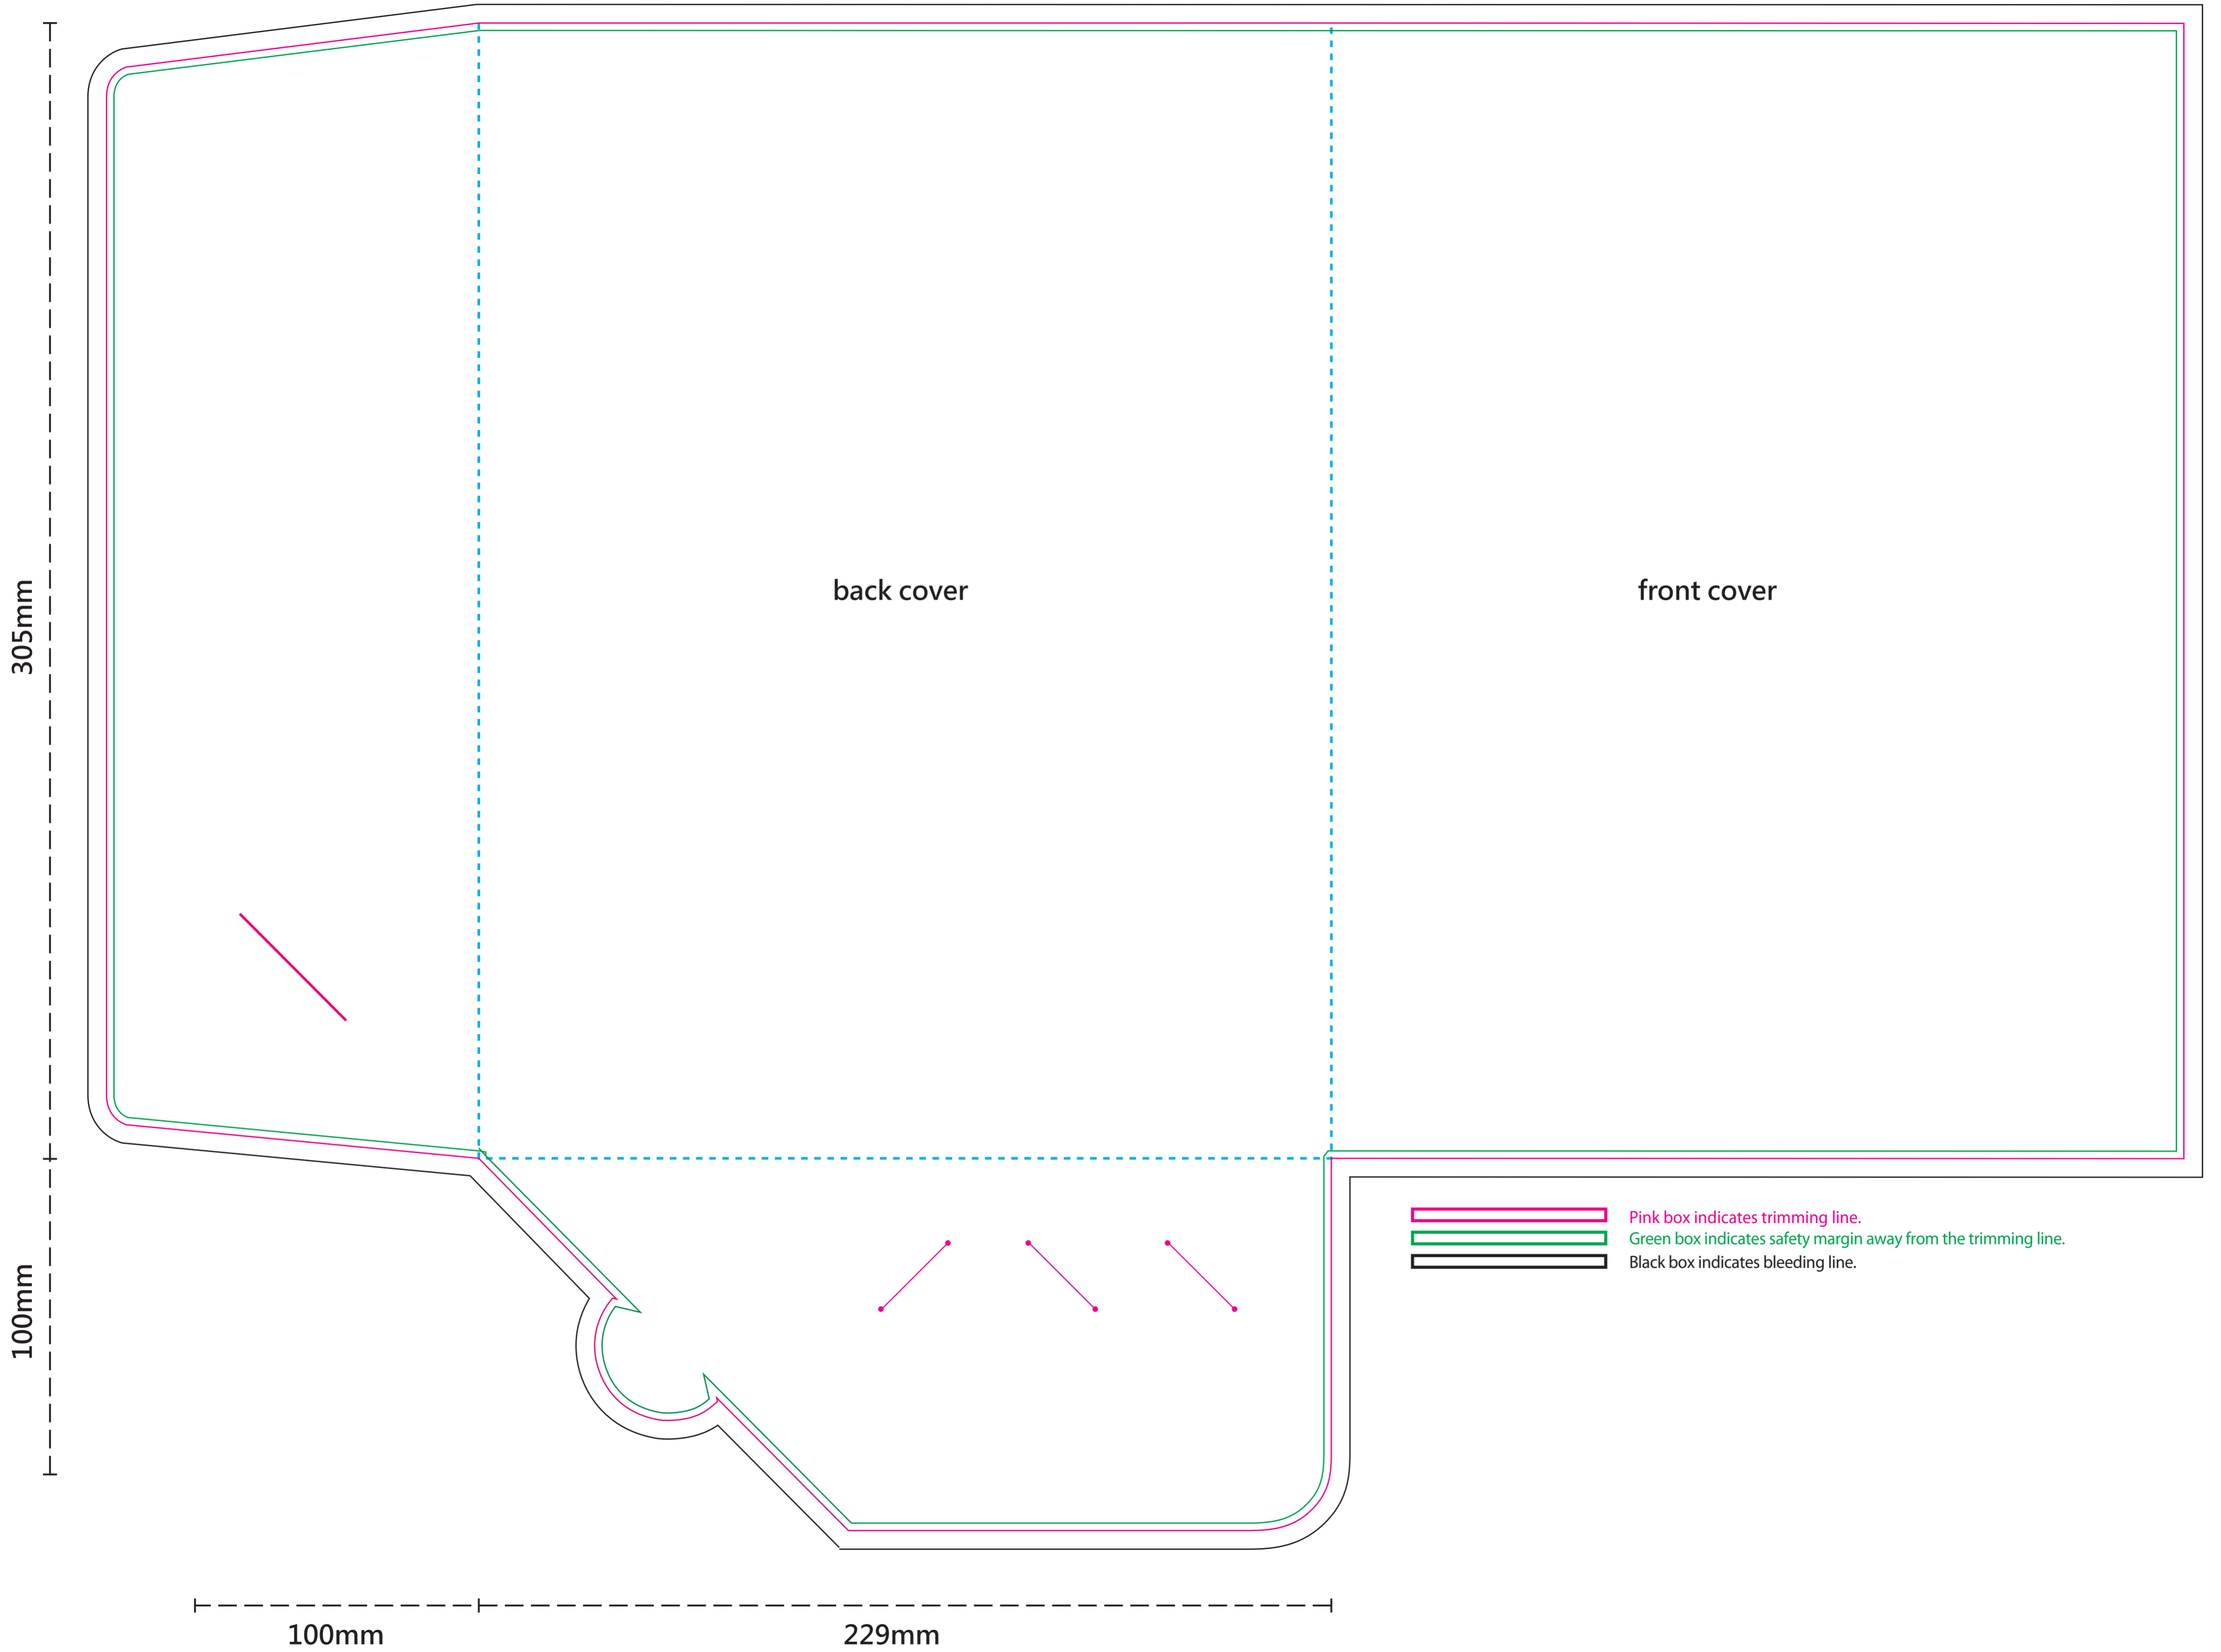 305mm
back cover
front cover
Pink box indicates trimming line.
Green box indicates safety margin away from the trimming line.
Black box indicates bleeding line.
100mm
100mm
229mm